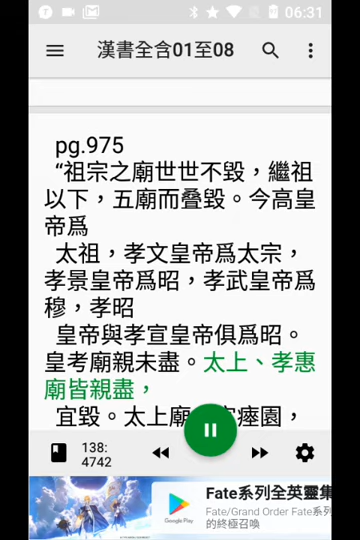 06:31
漢書全含01至08
pg.975
“祖宗之廟世世不毀，繼祖
以下，五廟而叠毀。今高皇
帝爲
太祖，孝文皇帝爲太宗，
孝景皇帝爲昭，孝武皇帝爲
穆，孝昭
皇帝與孝宣皇帝俱爲昭。
皇考廟親未盡。太上、孝惠
廟皆親盡，
宜毀。太上廟
瘞園，
138:
4742
Fate系列全英靈集
Fate/Grand Order Fate系列
的終極召喚
Google Play